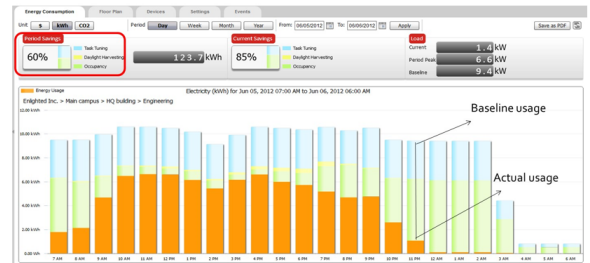 Energy Consumption Floor Plan Devices Settings Events
Unit $ kWh CO2 Period Day Week Month Year From: 06/05/2012 To: 06/06/2012 Apply Save as PDF
Period Savings Current Savings Load
60% Task Tuning Daylight Harvesting Occupancy
123.7 kWh
85% Task Tuning Daylight Harvesting Occupancy
Current 1.4 kW
Period Peak 6.6 kW
Baseline 9.4 kW
Energy Usage Electricity (kWh) for Jun 05, 2012 07:00 AM to Jun 06, 2012 06:00 AM
Enlighted Inc. > Main campus > HQ building > Engineering
12.00 kWh
Baseline usage
10.00 kWh
8.00 kWh
Actual usage
6.00 kWh
4.00 kWh
2.00 kWh
0.00 kWh
7 AM 8 AM 9 AM 10 AM 11 AM 12 PM 1 PM 2 PM 3 PM 4 PM 5 PM 6 PM 7 PM 8 PM 9 PM 10 PM 11 PM 12 AM 1 AM 2 AM 3 AM 4 AM 5 AM 6 AM